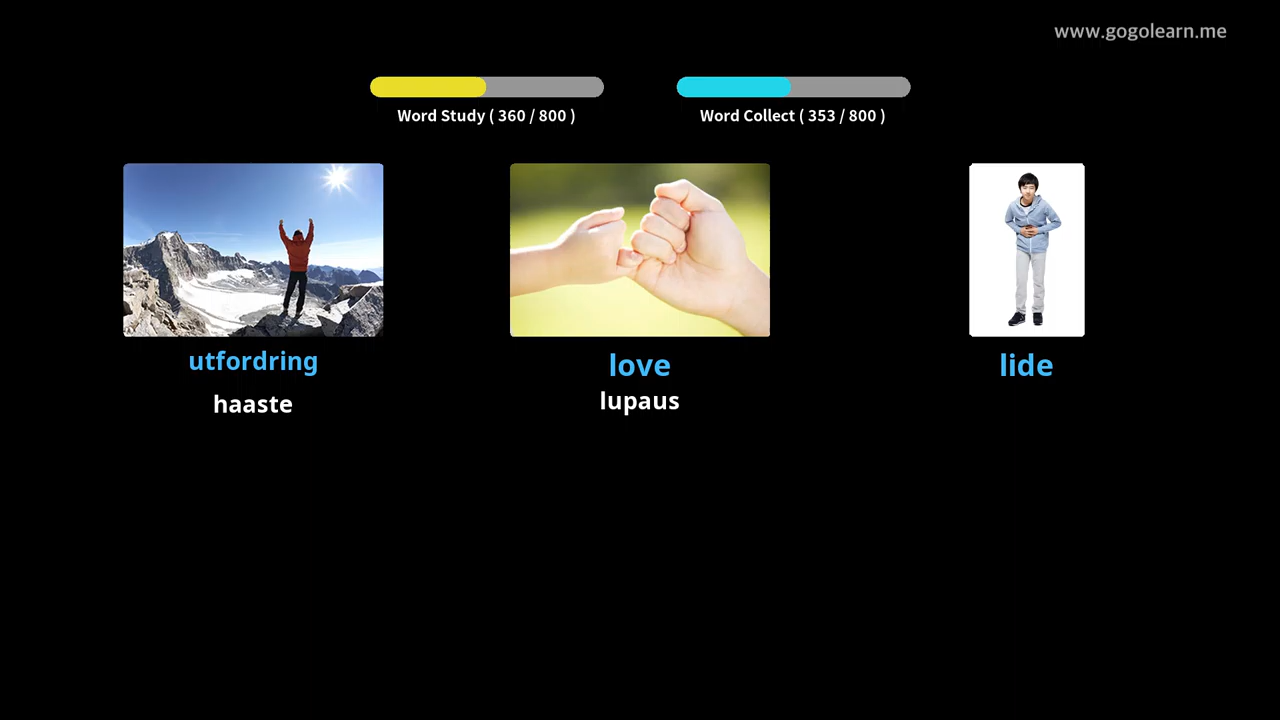 www.gogolearn.me
Word Study ( 360 / 800 )
Word Collect ( 353 / 800 )
utfordring
haaste
love
lupaus
lide